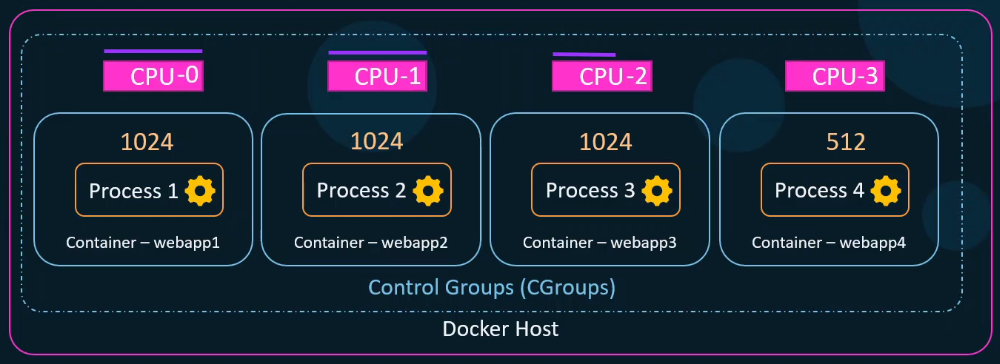 CPU-0 CPU-1 CPU-2 CPU-3
1024 1024 1024 512
Process 1 Process 2 Process 3 Process 4
Container – webapp1 Container – webapp2 Container – webapp3 Container – webapp4
Control Groups (CGroups)
Docker Host